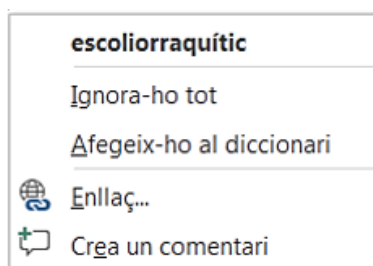 escoliorraquític
Ignora-ho tot
Afegeix-ho al diccionari
Enllaç...
Crea un comentari